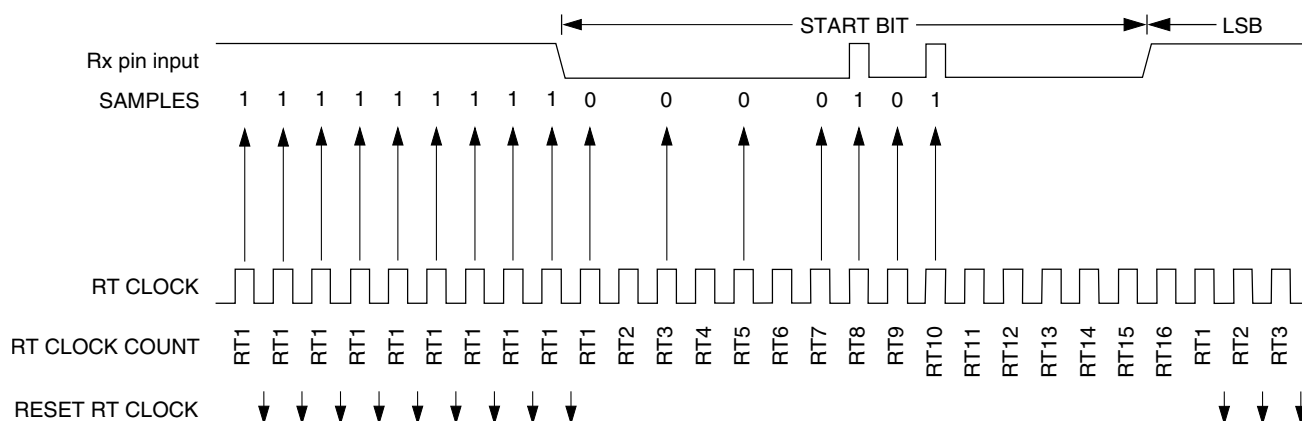 START BIT LSB
Rx pin input
SAMPLES 1 1 1 1 1 1 1 1 1 0 0 0 0 1 0 1
RT CLOCK
RT CLOCK COUNT RT1 RT1 RT1 RT1 RT1 RT1 RT1 RT1 RT1 RT1 RT2 RT3 RT4 RT5 RT6 RT7 RT8 RT9 RT10 RT11 RT12 RT13 RT14 RT15 RT16 RT1 RT2 RT3
RESET RT CLOCK